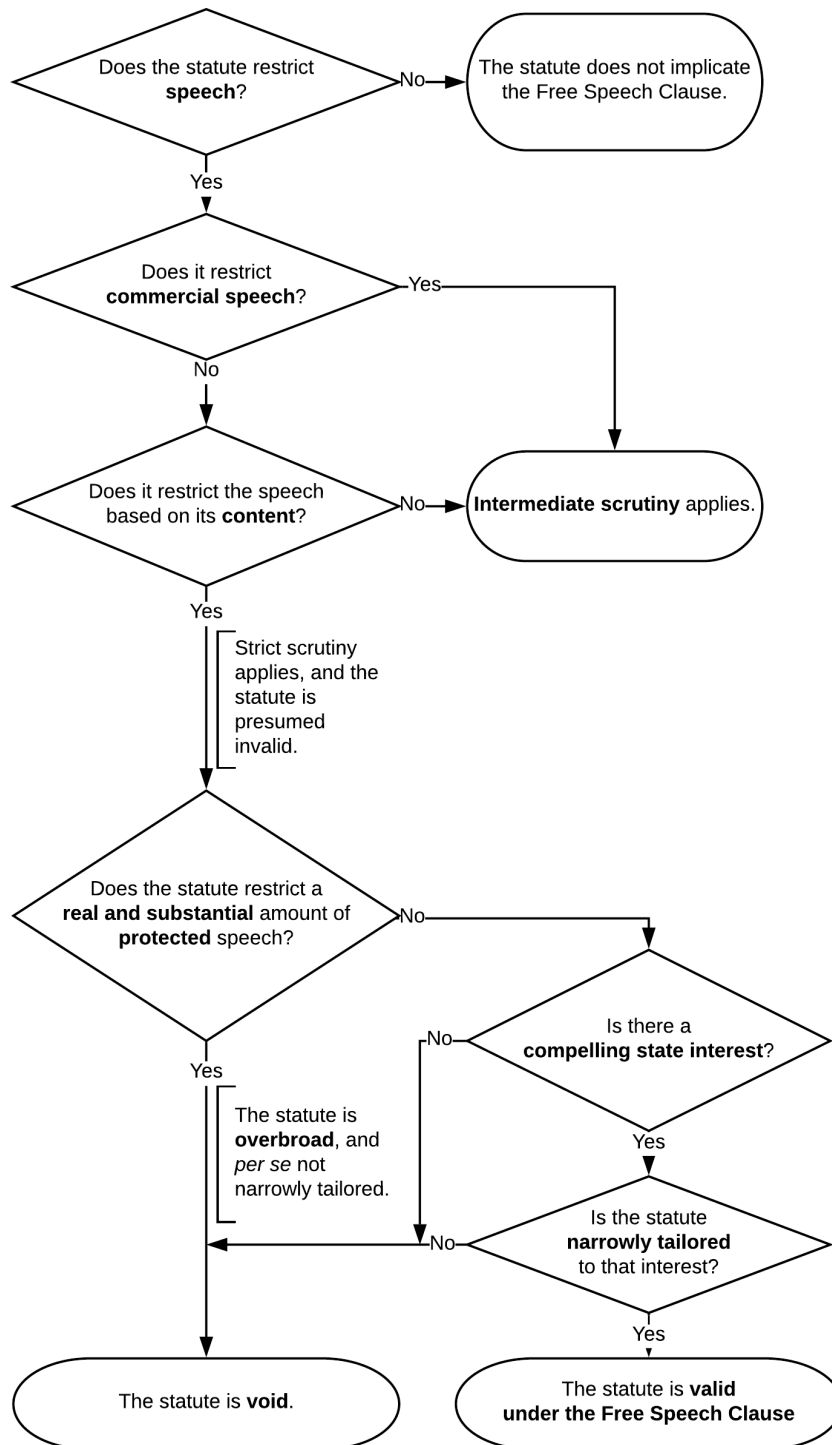 Does the statute restrict
speech?
No
The statute does not implicate
the Free Speech Clause.
Yes
Does it restrict
commercial speech?
Yes
No
Does it restrict the speech
based on its content?
No
Intermediate scrutiny applies.
Yes
Strict scrutiny
applies, and the
statute is
presumed
invalid.
Does the statute restrict a
real and substantial amount of
protected speech?
No
Is there a
compelling state interest?
No
Yes
Yes
The statute is
overbroad, and
per se not
narrowly tailored.
Is the statute
narrowly tailored
to that interest?
No
Yes
The statute is void.
The statute is valid
under the Free Speech Clause